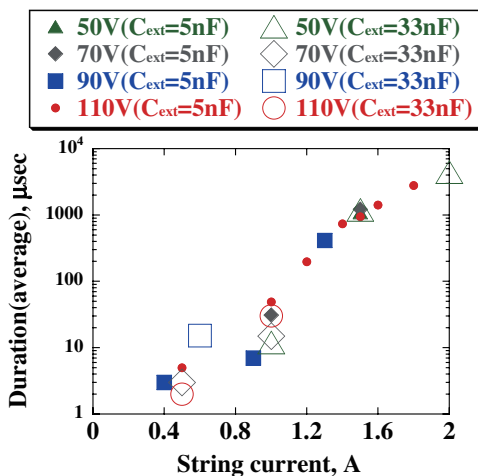 50V(Cext=5nF) 50V(Cext=33nF)
70V(Cext=5nF) 70V(Cext=33nF)
90V(Cext=5nF) 90V(Cext=33nF)
110V(Cext=5nF) 110V(Cext=33nF)
Duration(average), μsec
10⁴
1000
100
10
1
0 0.4 0.8 1.2 1.6 2
String current, A